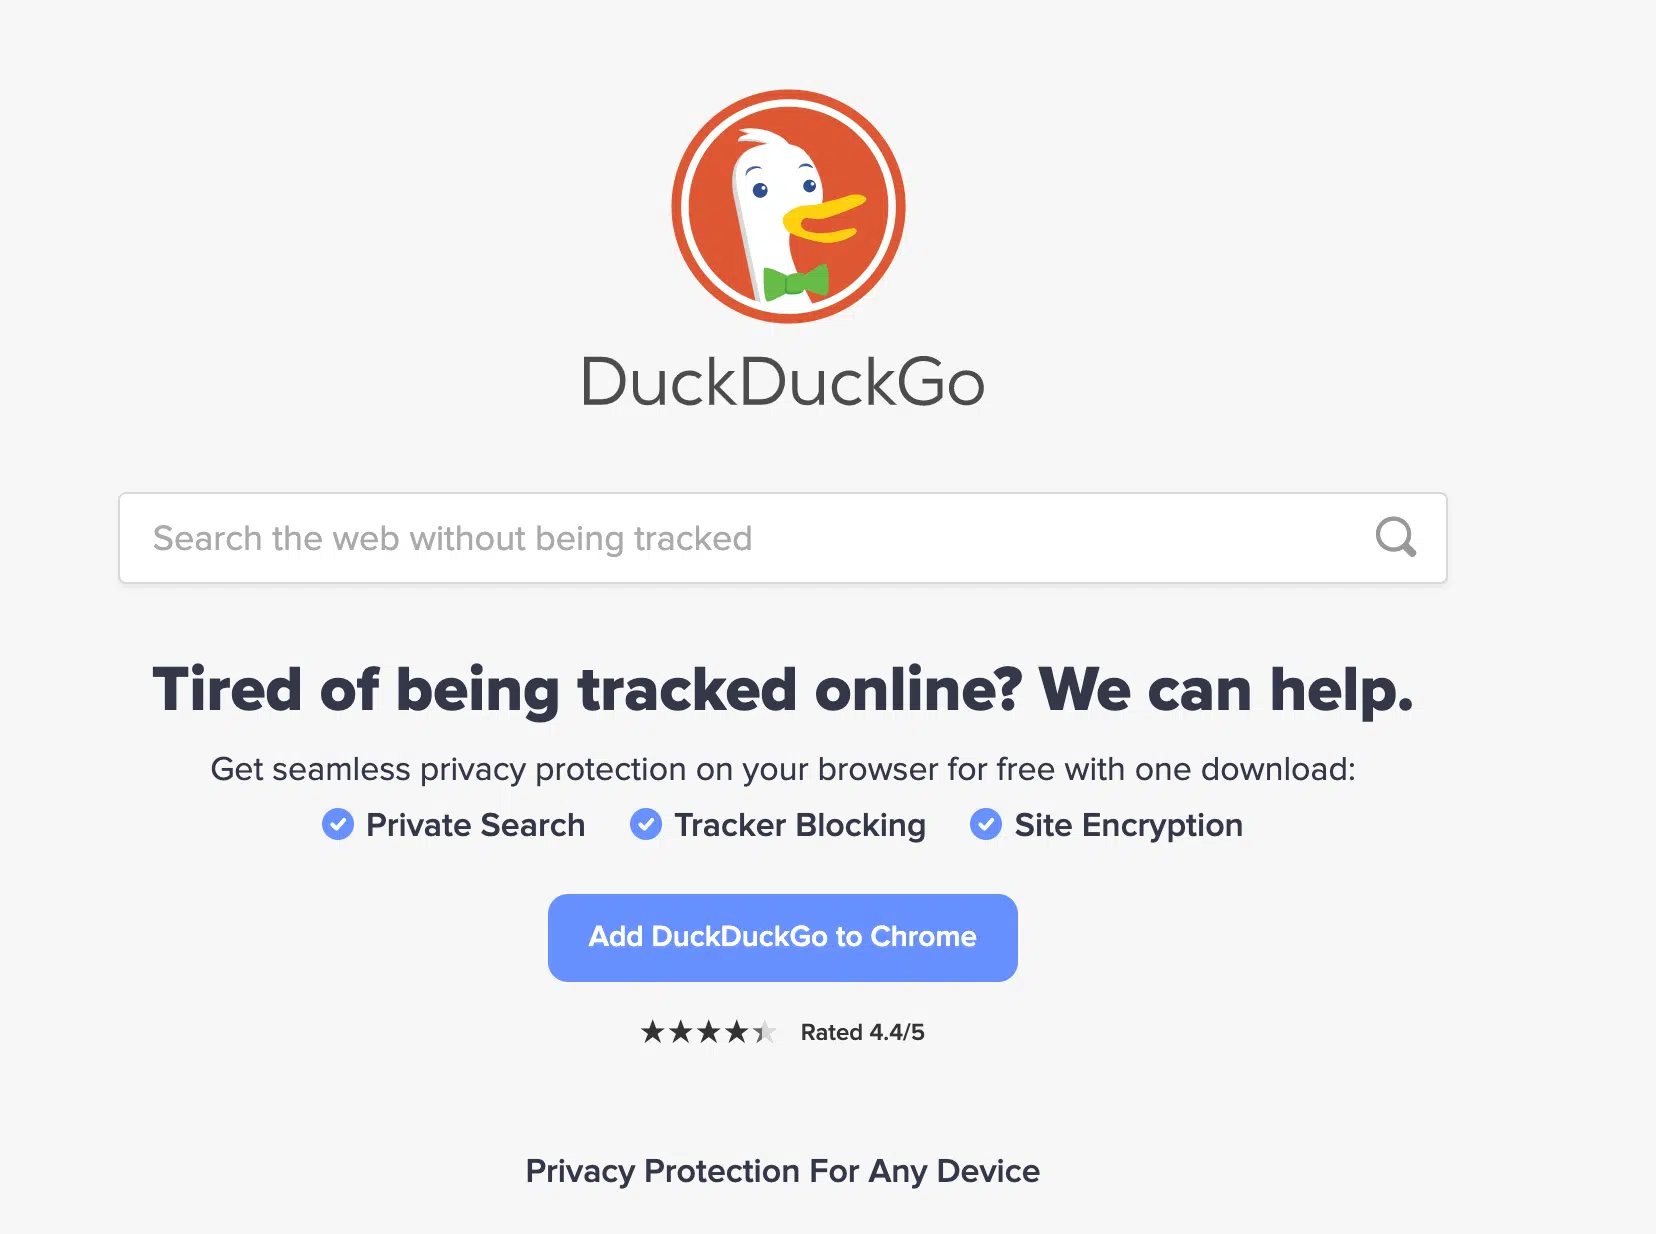 DuckDuckGo
Search the web without being tracked
Tired of being tracked online? We can help.
Get seamless privacy protection on your browser for free with one download:
Private Search Tracker Blocking Site Encryption
Add DuckDuckGo to Chrome
Rated 4.4/5
Privacy Protection For Any Device